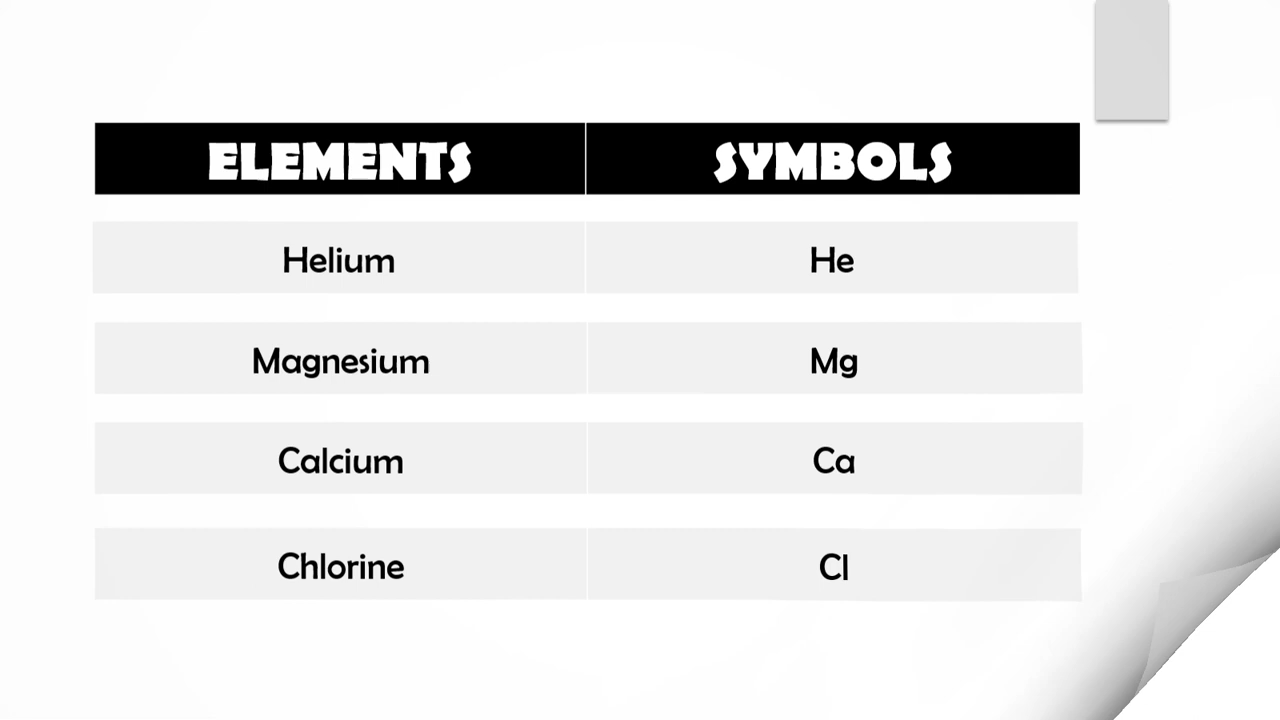 ELEMENTS SYMBOLS
Helium He
Magnesium Mg
Calcium Ca
Chlorine Cl